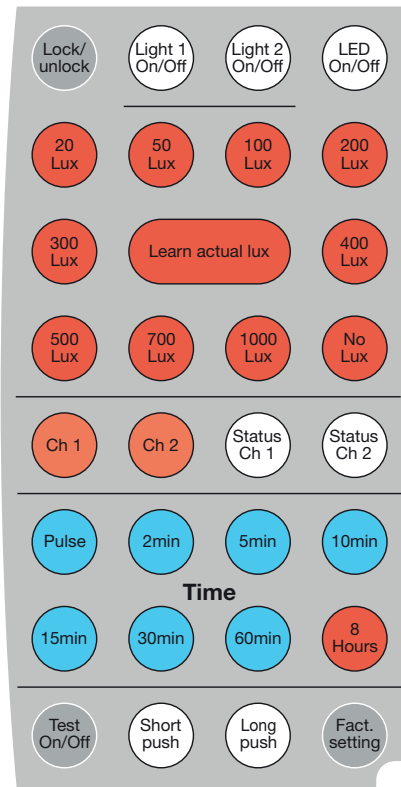 Lock/
unlock
Light 1
On/Off
Light 2
On/Off
LED
On/Off
20
Lux
50
Lux
100
Lux
200
Lux
300
Lux
Learn actual lux
400
Lux
500
Lux
700
Lux
1000
Lux
No
Lux
Ch 1
Ch 2
Status
Ch 1
Status
Ch 2
Pulse
2min
5min
10min
Time
15min
30min
60min
8
Hours
Test
On/Off
Short
push
Long
push
Fact.
setting